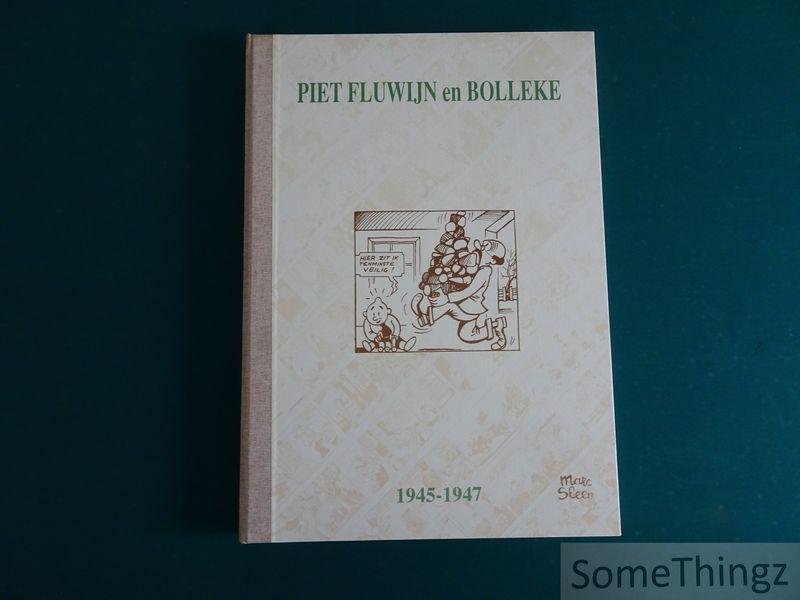 PIET FLUWIJN en BOLLEKE
HIER ZIT IK
TENMINSTE
VEILIG!
1945-1947
Marc
Sleen
SomeThingz